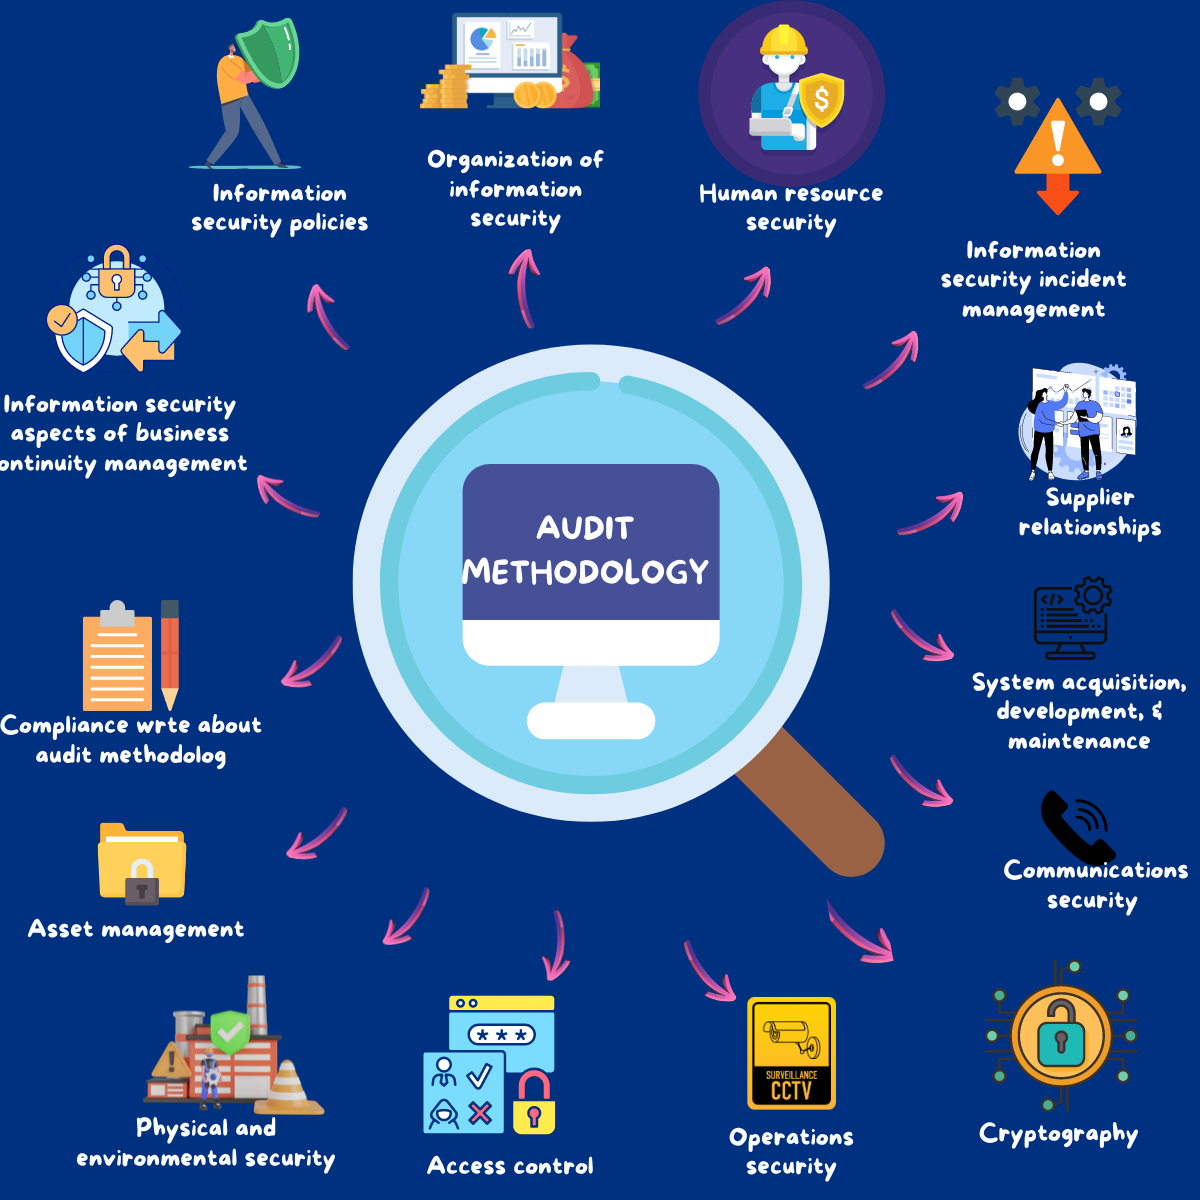 Information
security policies
Organization of
information
security
Human resource
security
Information
security incident
management
Information security
aspects of business
ontinuity management
Supplier
relationships
AUDIT
METHODOLOGY
System acquisition,
development, &
maintenance
Compliance wrte about
audit methodolog
Communications
security
Asset management
Physical and
environmental security
Access control
***
SURVEILLANCE
CCTV
Operations
security
Cryptography